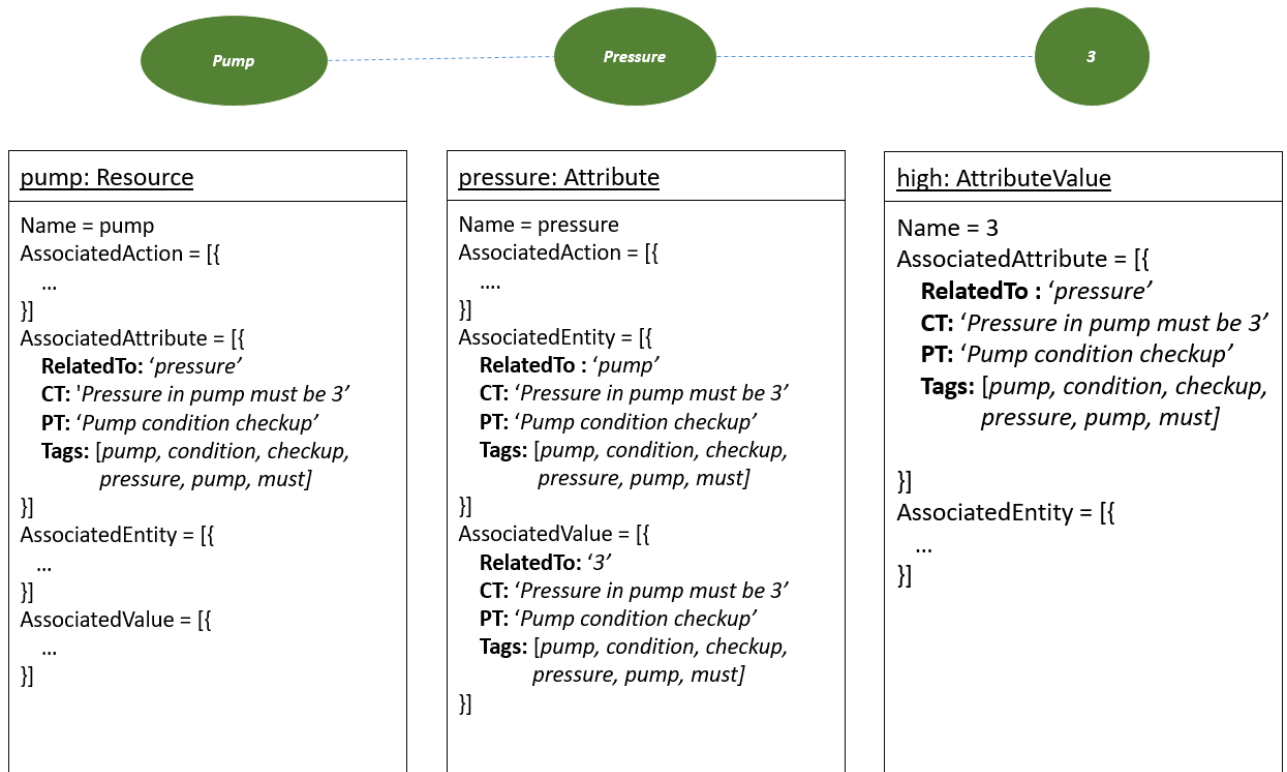 Pump
Pressure
3
pump: Resource
Name = pump
AssociatedAction = [{
...
}]
AssociatedAttribute = [{
RelatedTo: ‘pressure’
CT: 'Pressure in pump must be 3’
PT: ‘Pump condition checkup’
Tags: [pump, condition, checkup,
pressure, pump, must]
}]
AssociatedEntity = [{
...
}]
AssociatedValue = [{
...
}]
pressure: Attribute
Name = pressure
AssociatedAction = [{
....
}]
AssociatedEntity = [{
RelatedTo : ‘pump’
CT: ‘Pressure in pump must be 3’
PT: ‘Pump condition checkup’
Tags: [pump, condition, checkup,
pressure, pump, must]
}]
AssociatedValue = [{
RelatedTo: ‘3’
CT: ‘Pressure in pump must be 3’
PT: ‘Pump condition checkup’
Tags: [pump, condition, checkup,
pressure, pump, must]
}]
high: AttributeValue
Name = 3
AssociatedAttribute = [{
RelatedTo : ‘pressure’
CT: ‘Pressure in pump must be 3’
PT: ‘Pump condition checkup’
Tags: [pump, condition, checkup,
pressure, pump, must]
}]
AssociatedEntity = [{
...
}]